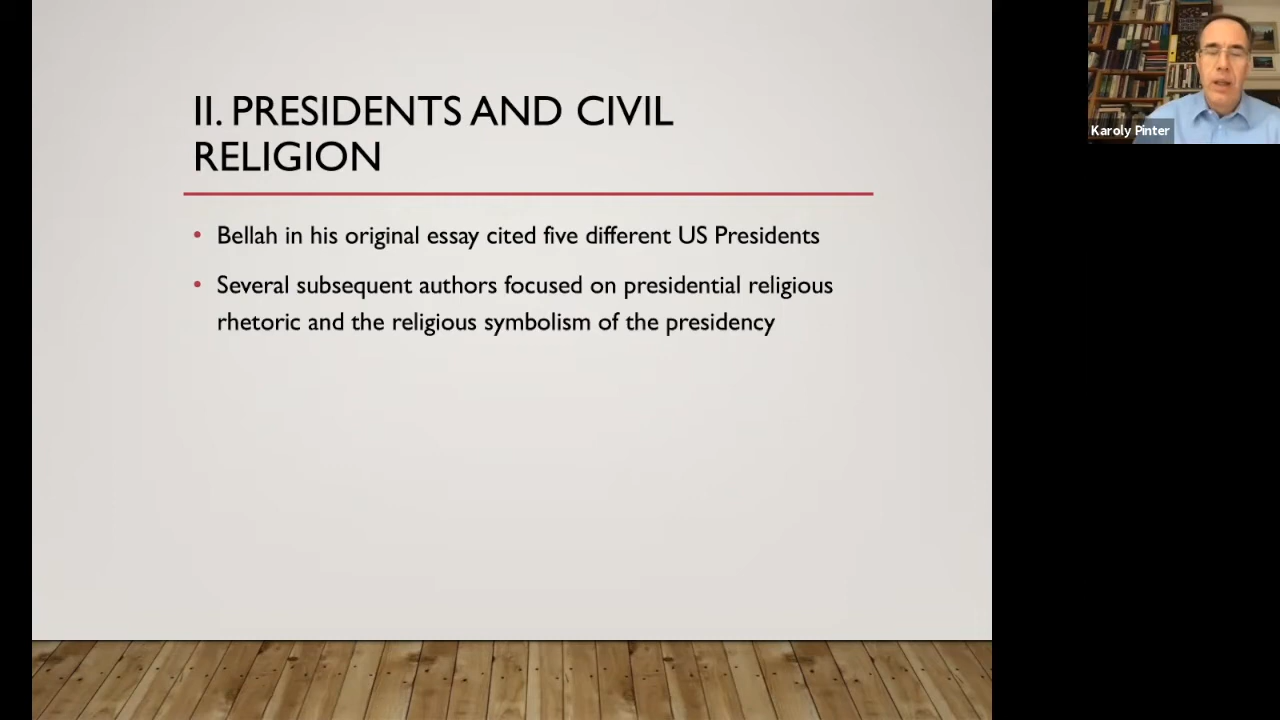 II. PRESIDENTS AND CIVIL
RELIGION
• Bellah in his original essay cited five different US Presidents
• Several subsequent authors focused on presidential religious
rhetoric and the religious symbolism of the presidency
Karoly Pinter